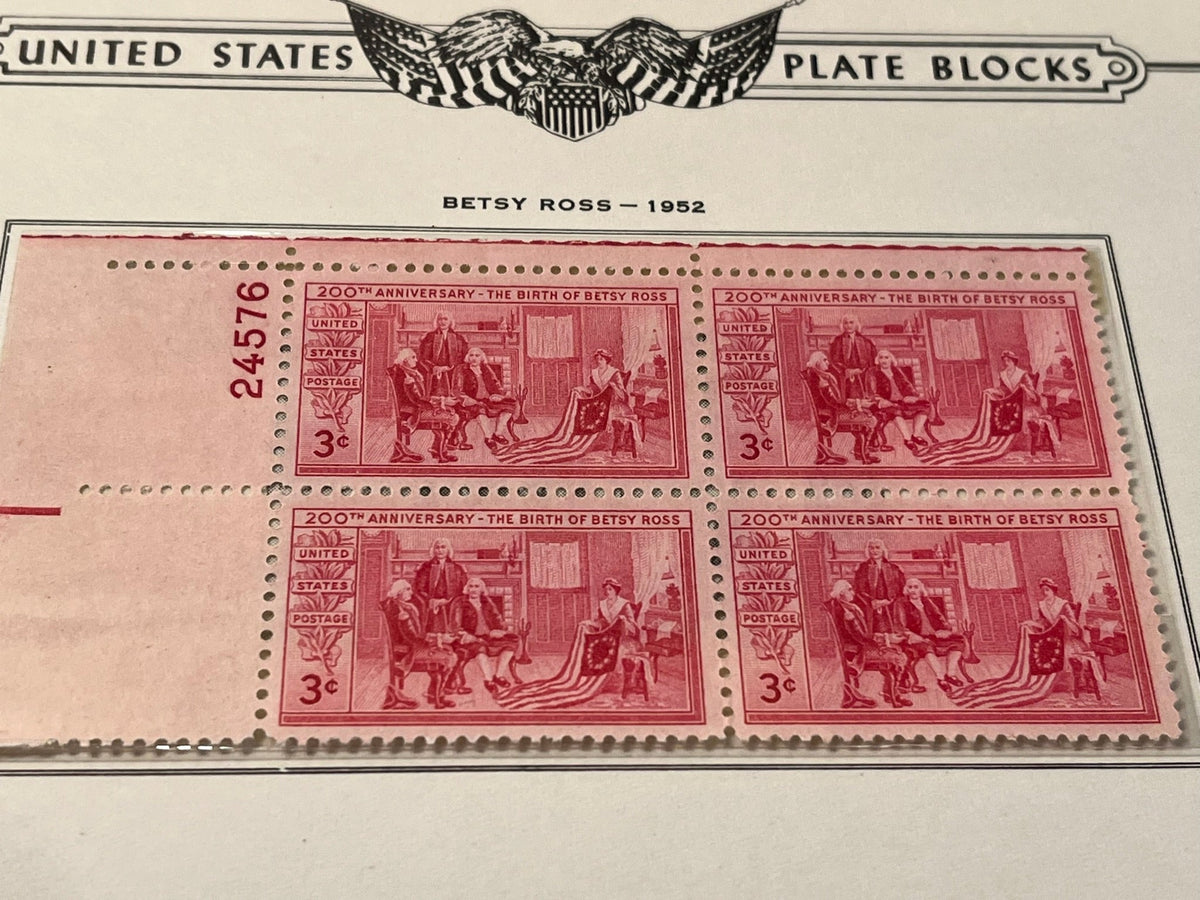 UNITED STATES PLATE BLOCKS
BETSY ROSS — 1952
24576
200TH ANNIVERSARY - THE BIRTH OF BETSY ROSS
UNITED
STATES
POSTAGE
3¢
200TH ANNIVERSARY - THE BIRTH OF BETSY ROSS
UNITED
STATES
POSTAGE
3¢
200TH ANNIVERSARY - THE BIRTH OF BETSY ROSS
UNITED
STATES
POSTAGE
3¢
200TH ANNIVERSARY - THE BIRTH OF BETSY ROSS
UNITED
STATES
POSTAGE
3¢